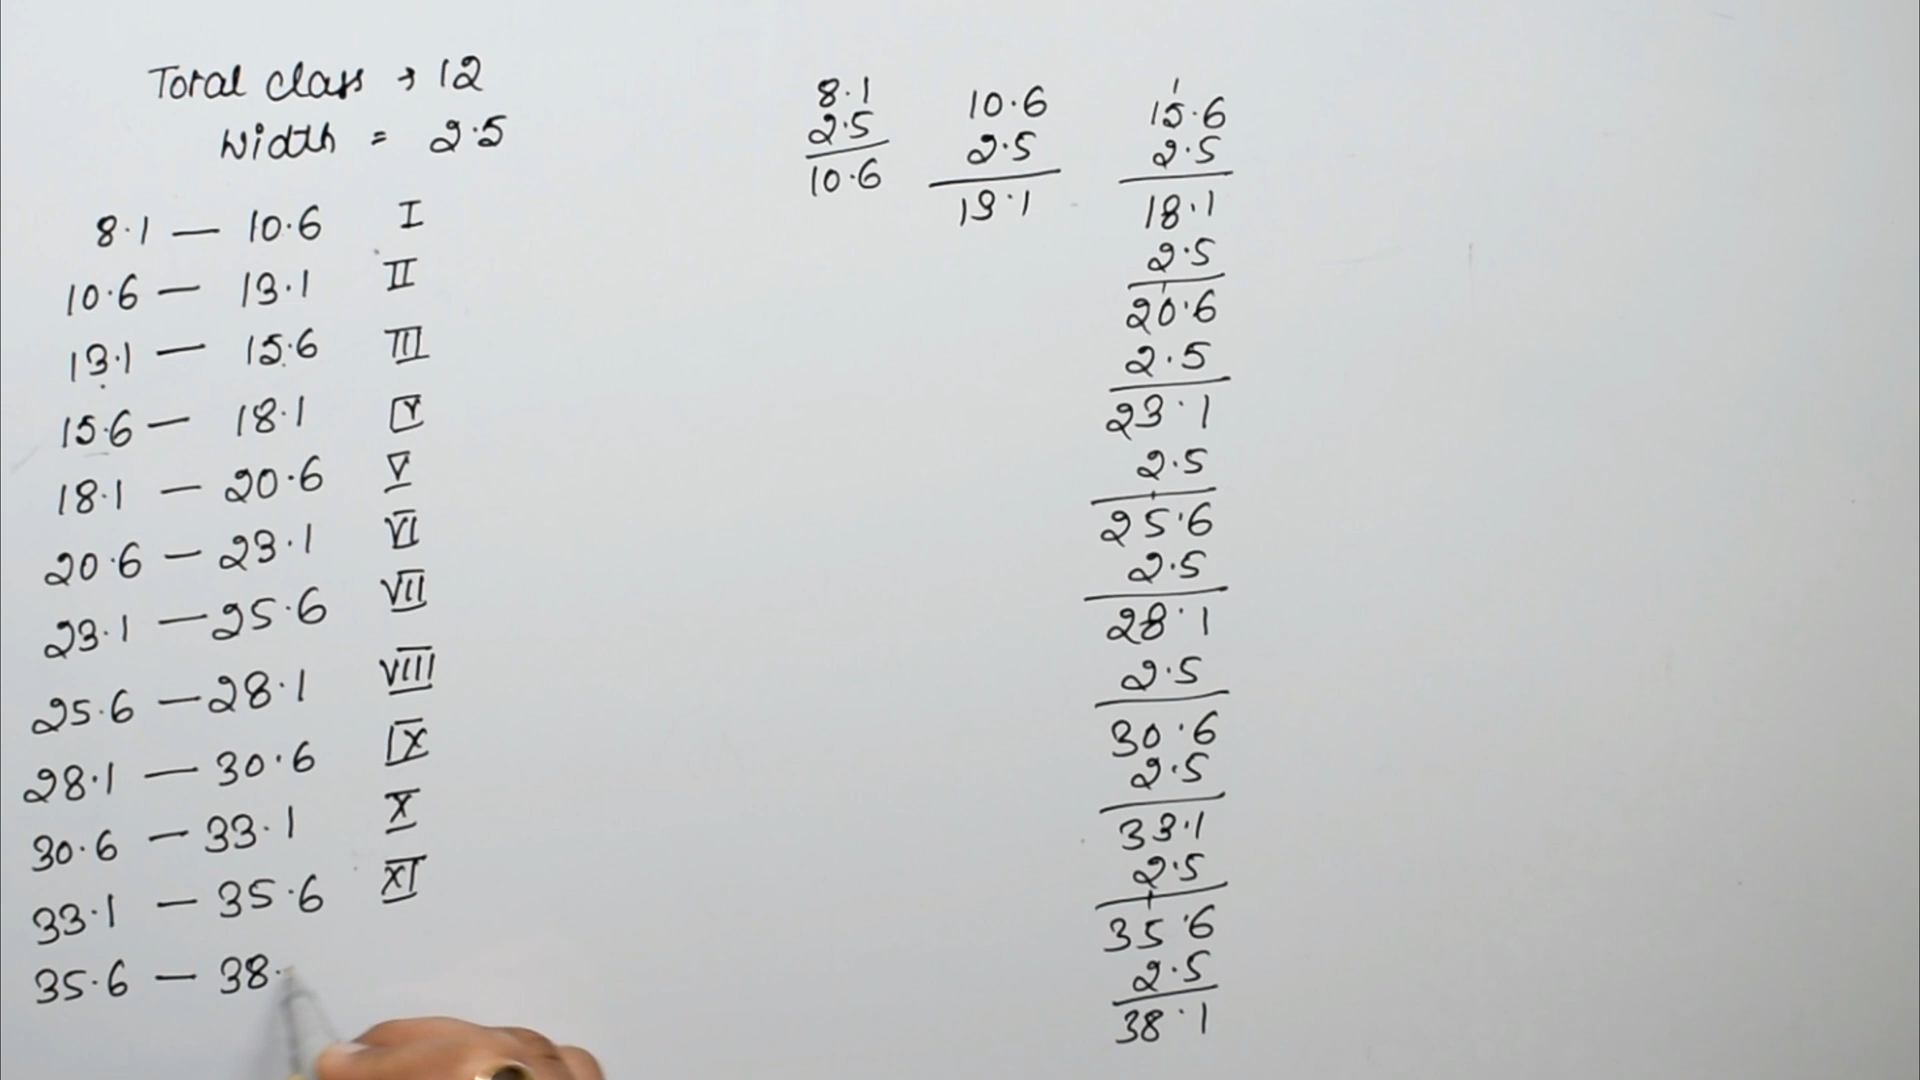 Total class → 12
Width = 2.5
8.1 — 10.6 I
10.6 — 13.1 II
13.1 — 15.6 III
15.6 — 18.1 IV
18.1 — 20.6 V
20.6 — 23.1 VI
23.1 — 25.6 VII
25.6 — 28.1 VIII
28.1 — 30.6 IX
30.6 — 33.1 X
33.1 — 35.6 XI
35.6 — 38.
8.1
2.5
10.6
10.6
2.5
13.1
1
15.6
2.5
18.1
2.5
20.6
2.5
23.1
2.5
25.6
2.5
28.1
2.5
30.6
2.5
33.1
2.5
35.6
2.5
38.1